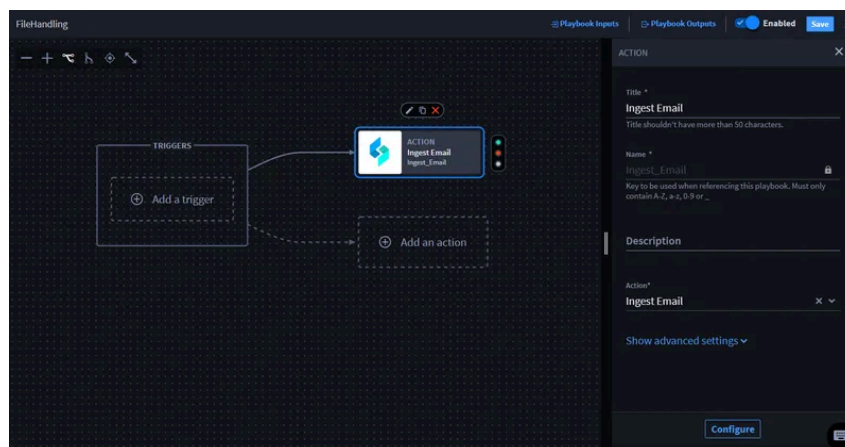 FileHandling
Playbook Inputs
Playbook Outputs
Enabled
Save
ACTION
Title *
Ingest Email
Title shouldn't have more than 50 characters.
Name *
Ingest_Email
Key to be used when referencing this playbook. Must only
contain A-Z, a-z, 0-9 or _
Description
Action*
Ingest Email
Show advanced settings
Configure
TRIGGERS
Add a trigger
ACTION
Ingest Email
Ingest_Email
Add an action